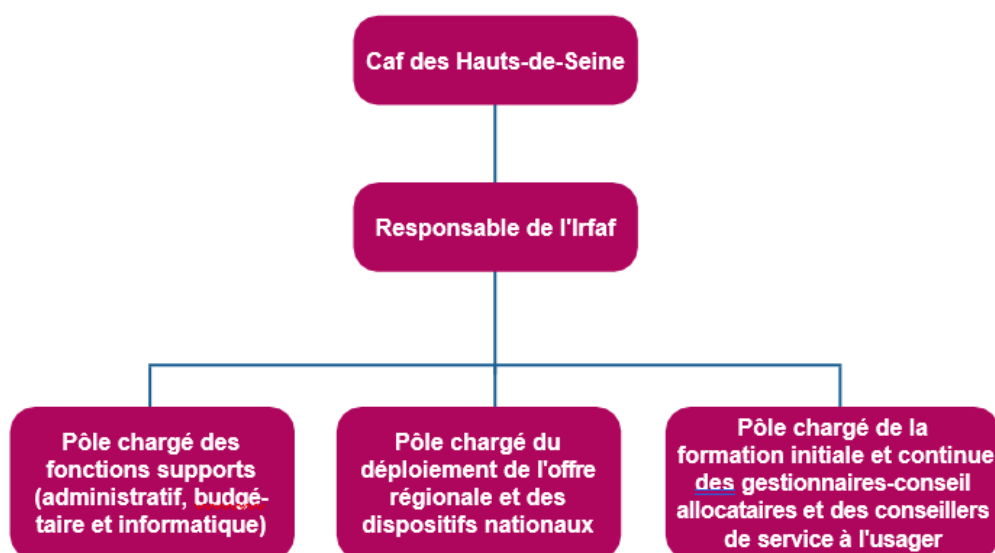 Caf des Hauts-de-Seine
Responsable de l'Irfaf
Pôle chargé des
fonctions supports
(administratif, budgé-
taire et informatique)
Pôle chargé du
déploiement de l'offre
régionale et des
dispositifs nationaux
Pôle chargé de la
formation initiale et continue
des gestionnaires-conseil
allocataires et des conseillers
de service à l'usager